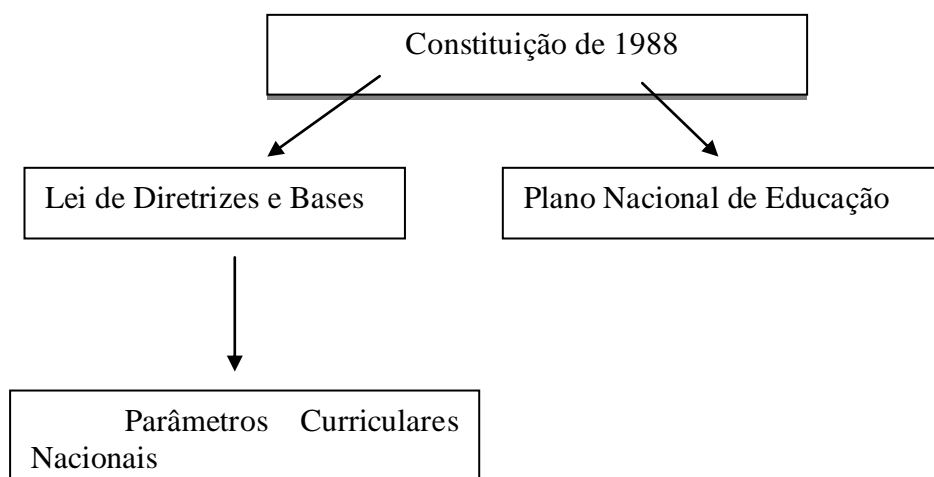 Constituição de 1988
Lei de Diretrizes e Bases
Plano Nacional de Educação
Parâmetros Curriculares
Nacionais